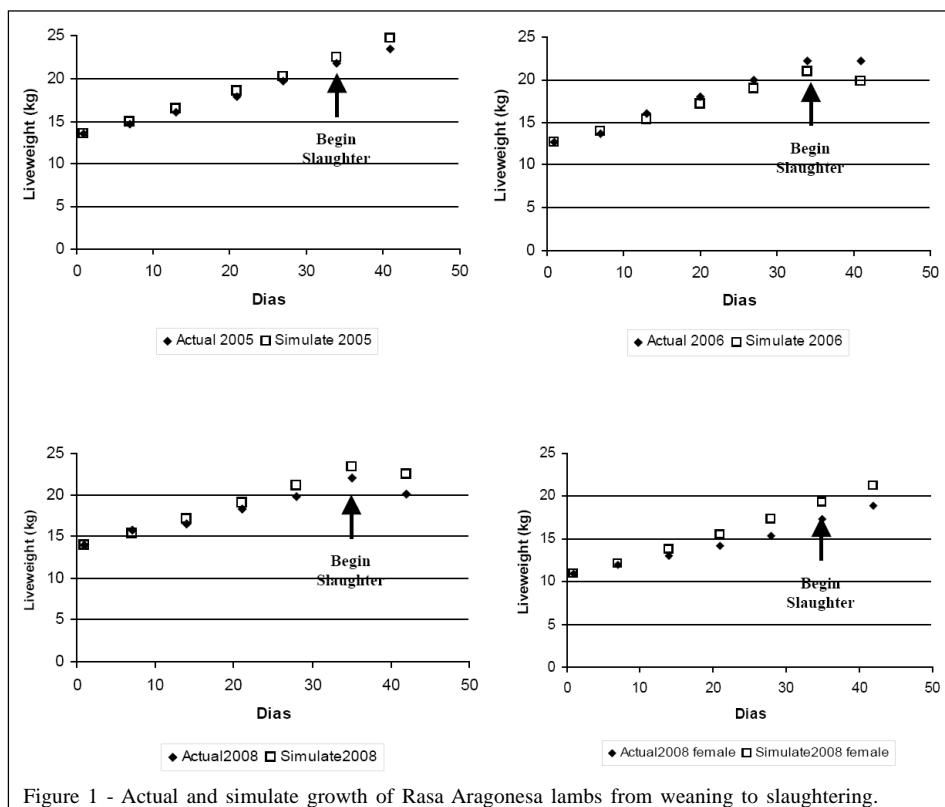 25
20
15
10
5
0
Liveweight (kg)
Begin
Slaughter
0 10 20 30 40 50
Dias
Actual 2005 Simulate 2005
25
20
15
10
5
0
Liveweight (kg)
Begin
Slaughter
0 10 20 30 40 50
Dias
Actual 2006 Simulate 2006
25
20
15
10
5
0
Liveweight (kg)
Begin
Slaughter
0 10 20 30 40 50
Dias
Actual2008 Simulate2008
25
20
15
10
5
0
Liveweight (kg)
Begin
Slaughter
0 10 20 30 40 50
Dias
Actual2008 female Simulate2008 female
Figure 1 - Actual and simulate growth of Rasa Aragonesa lambs from weaning to slaughtering.